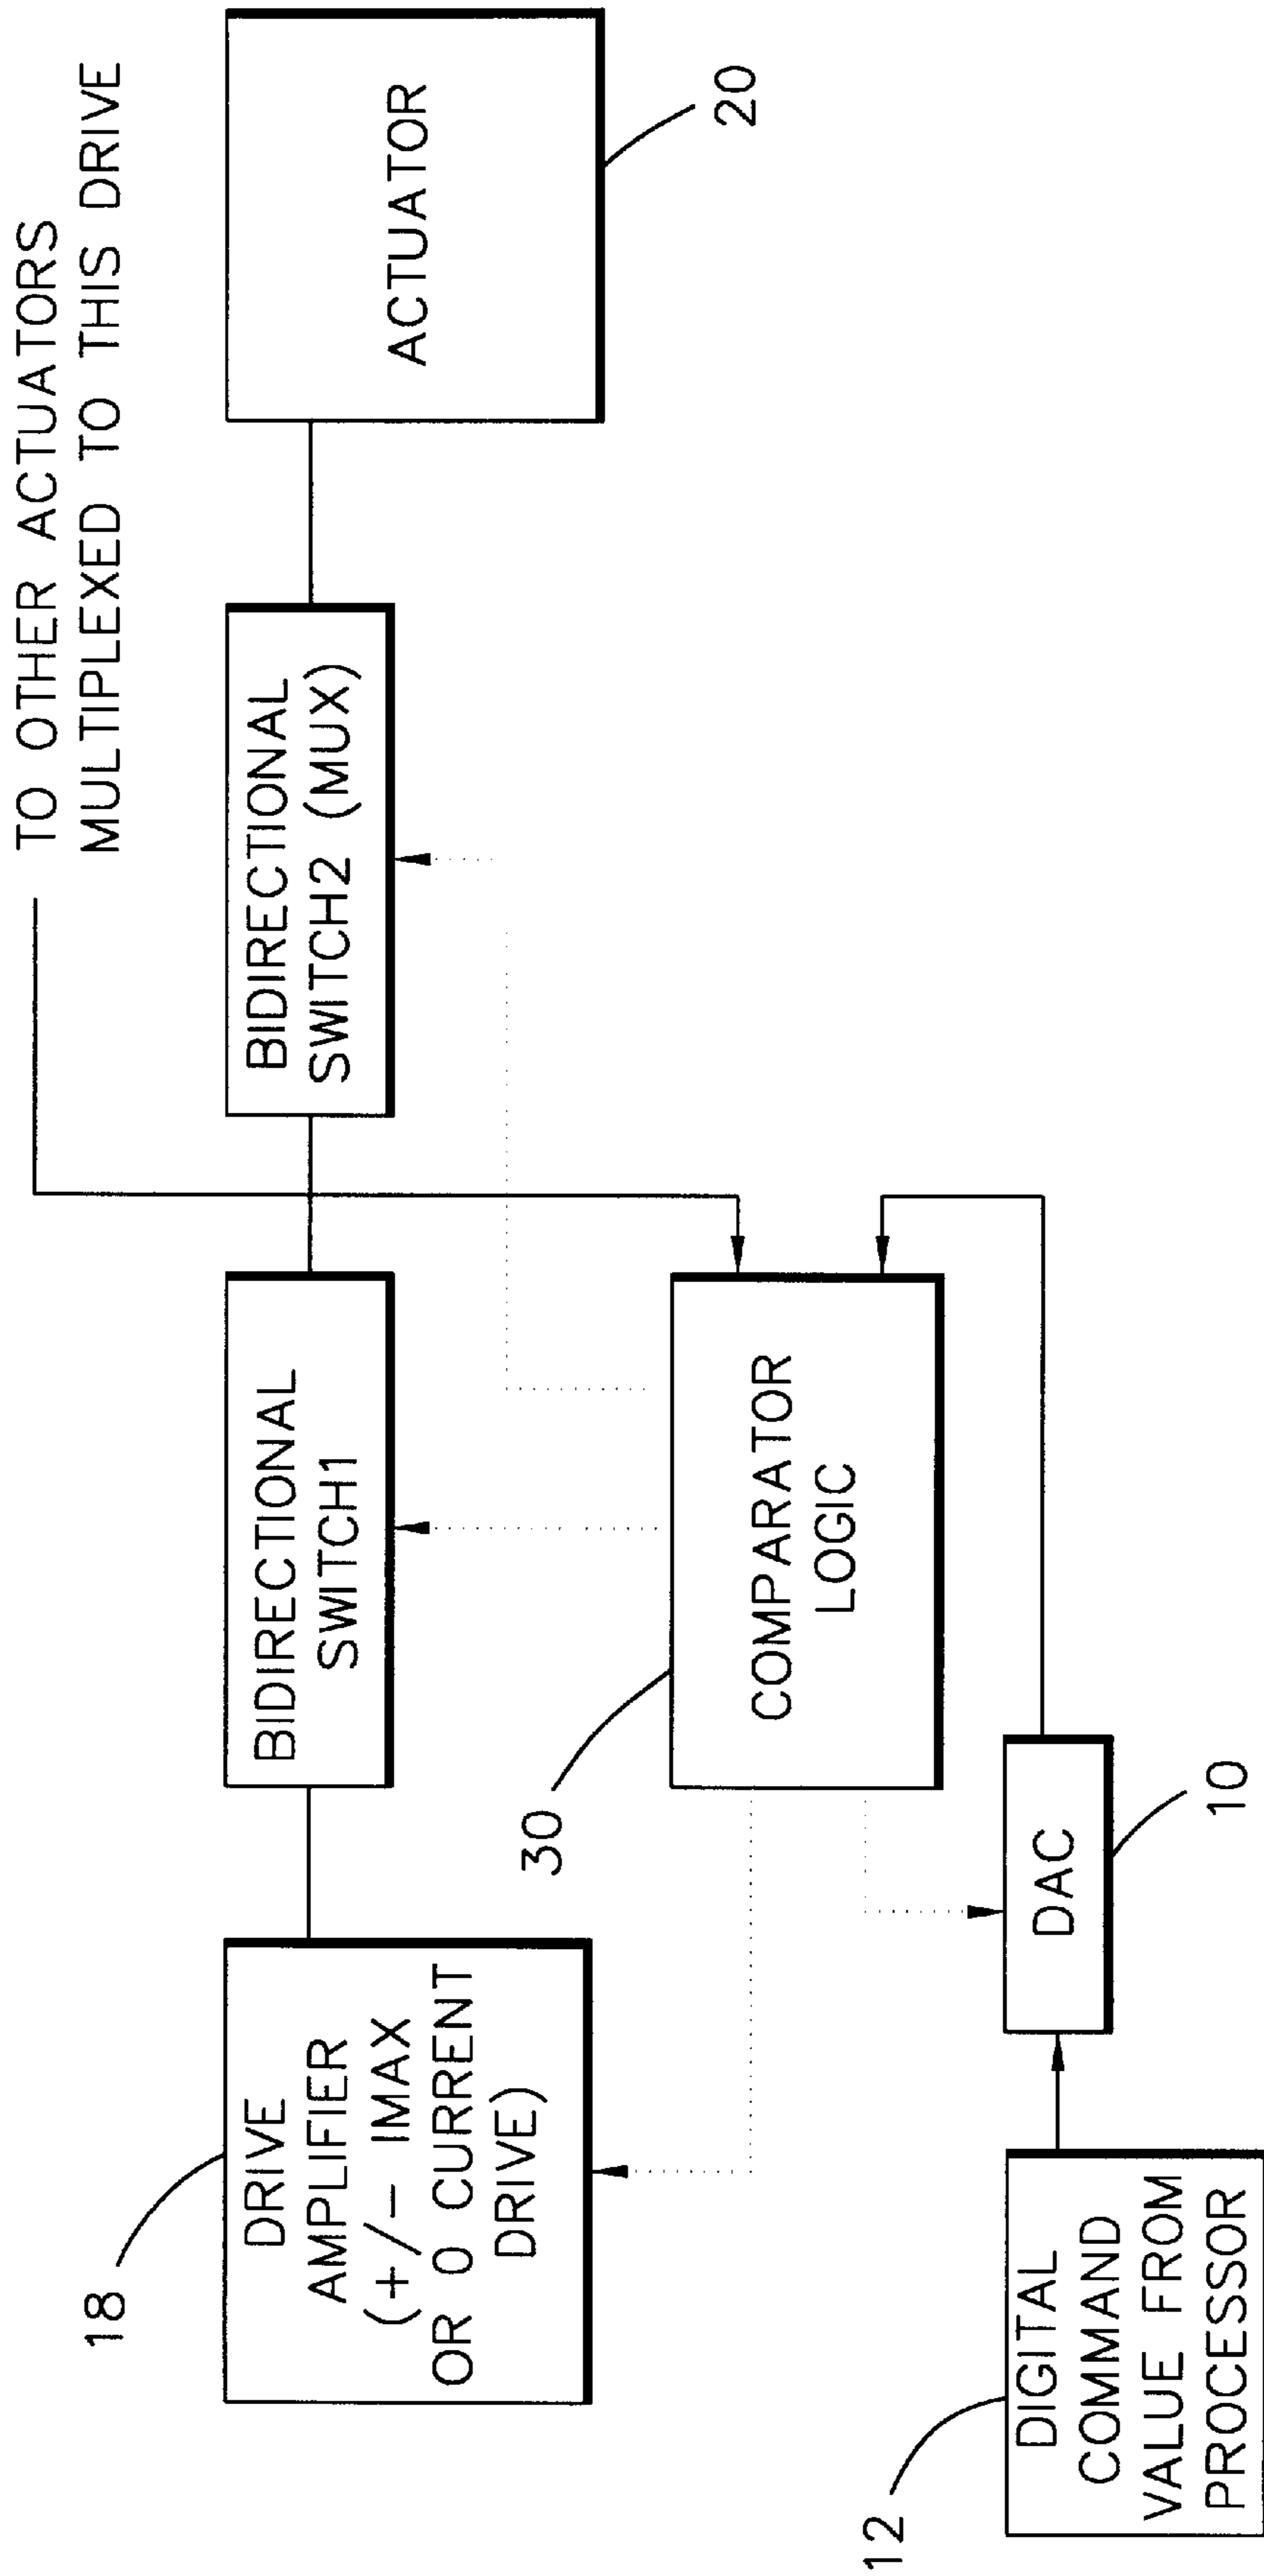 TO OTHER ACTUATORS
MULTIPLEXED TO THIS DRIVE
18
DRIVE
AMPLIFIER
(+/- IMAX
OR 0 CURRENT
DRIVE)
BIDIRECTIONAL
SWITCH1
BIDIRECTIONAL
SWITCH2 (MUX)
ACTUATOR
20
30
COMPARATOR
LOGIC
12
DIGITAL
COMMAND
VALUE FROM
PROCESSOR
DAC
10